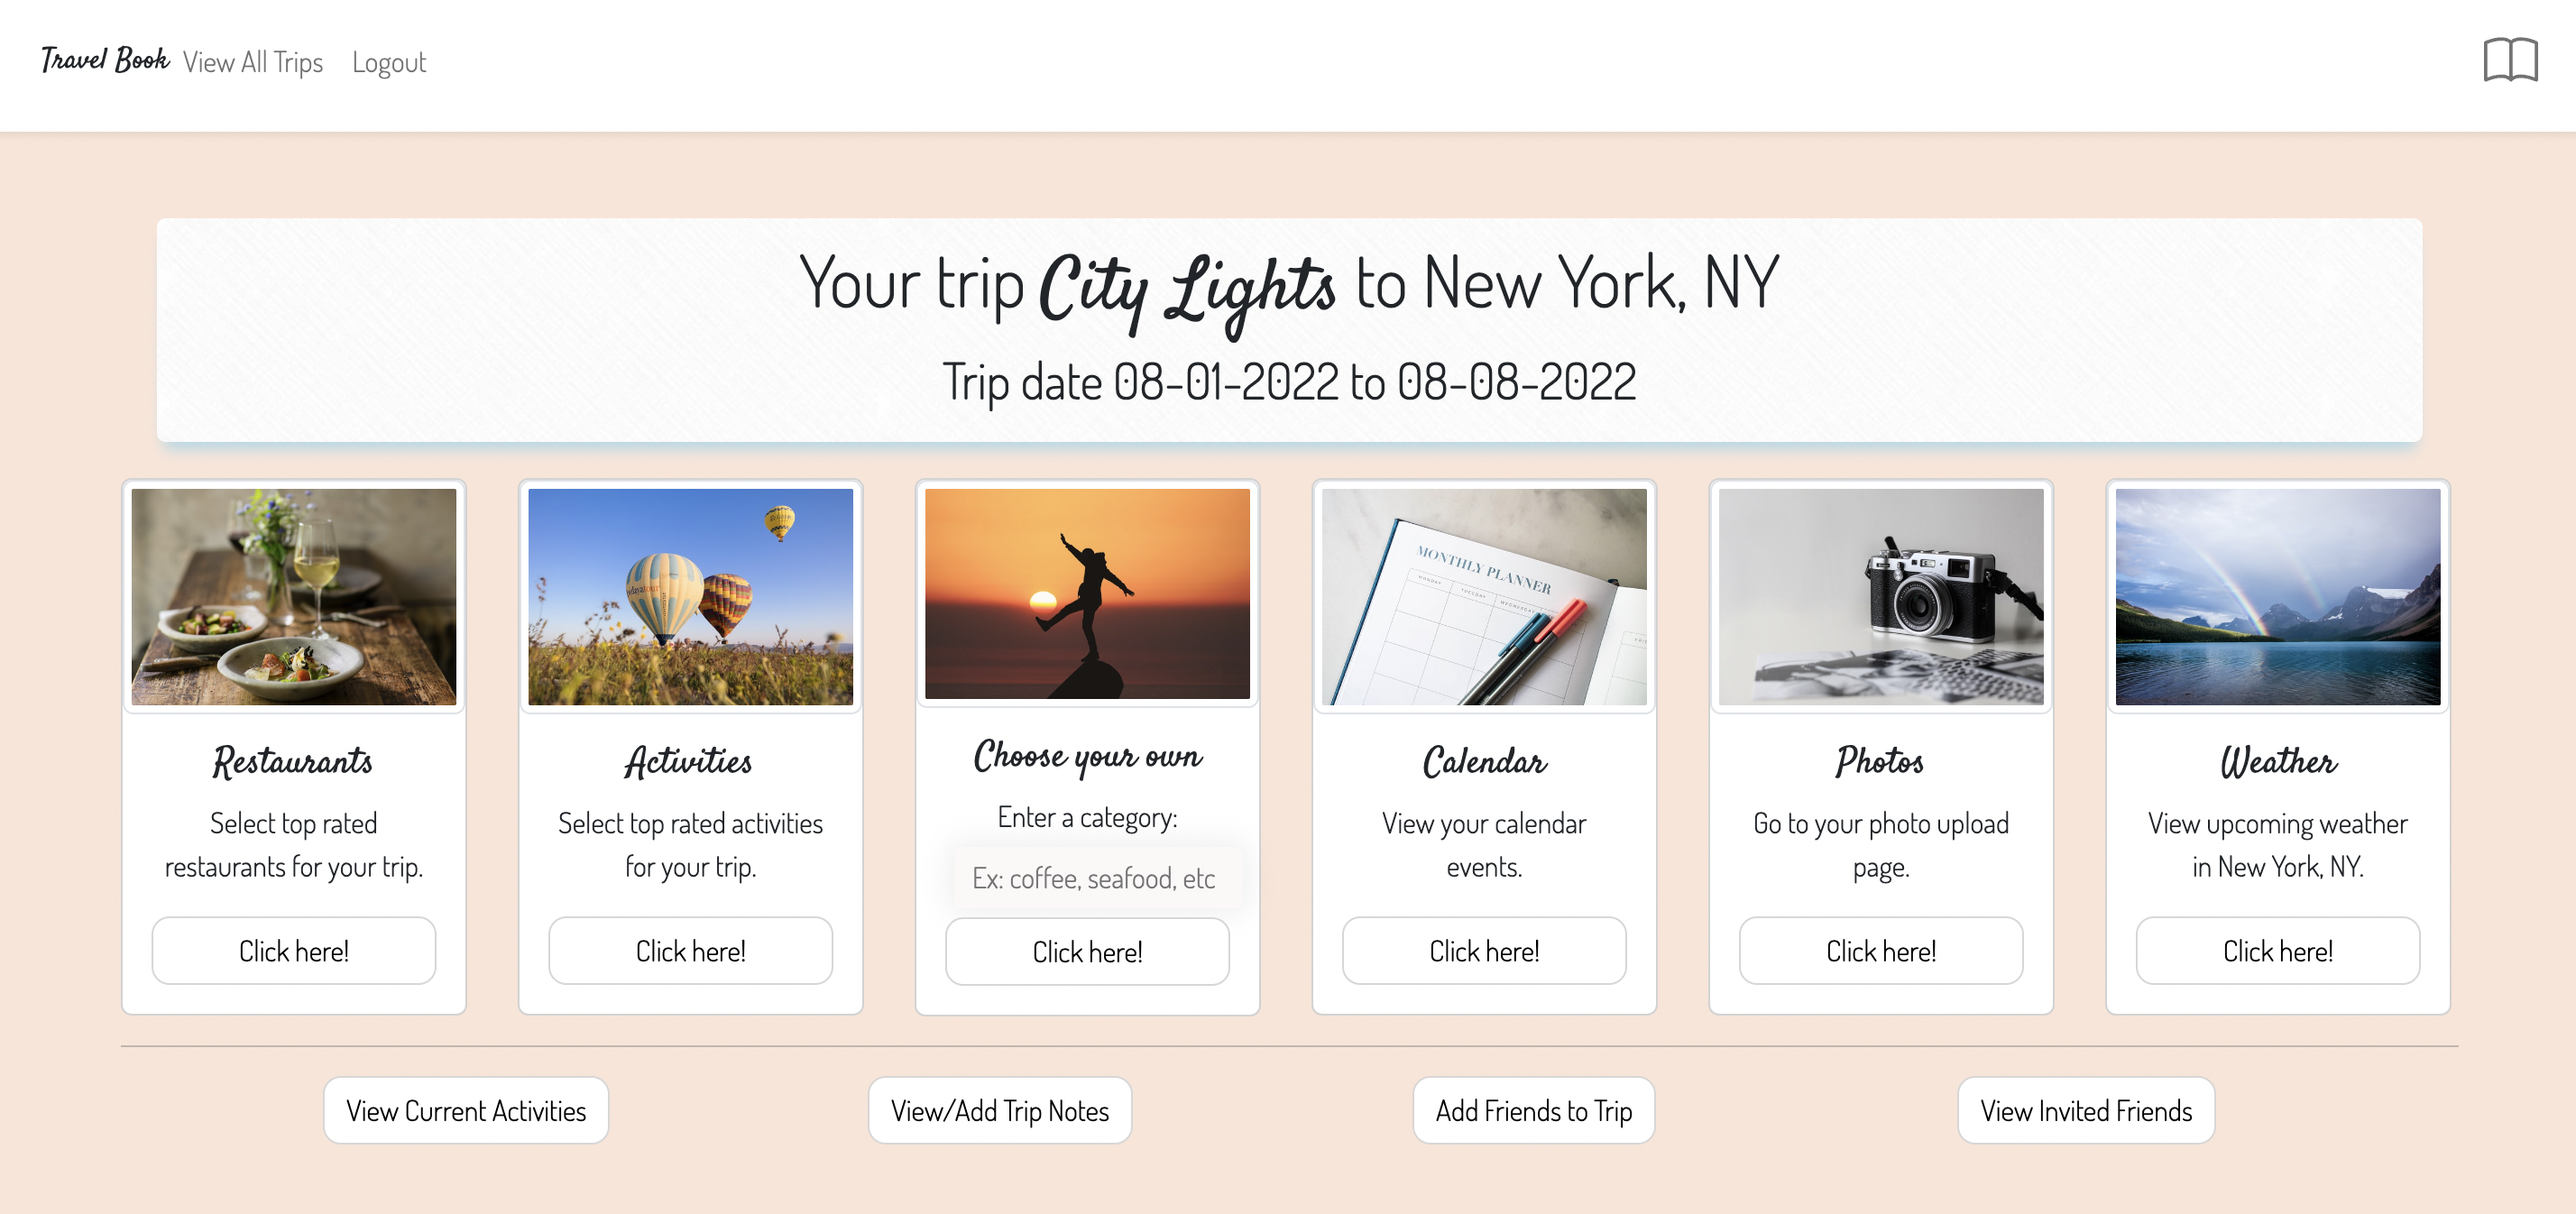 Travel Book View All Trips Logout
Your trip City Lights to New York, NY
Trip date 08-01-2022 to 08-08-2022
MONTHLY PLANNER
MONDAY TUESDAY WEDNESDAY
Restaurants
Select top rated
restaurants for your trip.
Click here!
Activities
Select top rated activities
for your trip.
Click here!
Choose your own
Enter a category:
Ex: coffee, seafood, etc
Click here!
Calendar
View your calendar
events.
Click here!
Photos
Go to your photo upload
page.
Click here!
Weather
View upcoming weather
in New York, NY.
Click here!
View Current Activities
View/Add Trip Notes
Add Friends to Trip
View Invited Friends